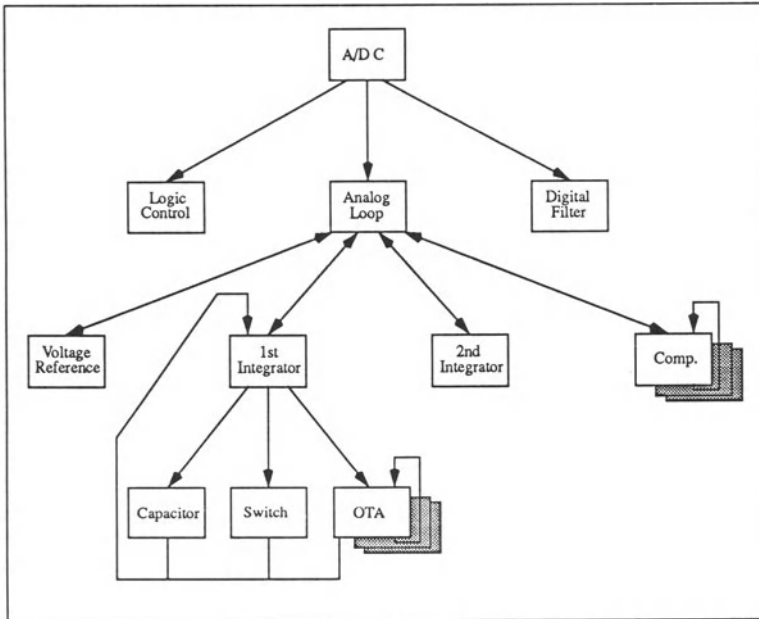 A/D C
Logic
Control
Analog
Loop
Digital
Filter
Voltage
Reference
1st
Integrator
2nd
Integrator
Comp.
Capacitor
Switch
OTA